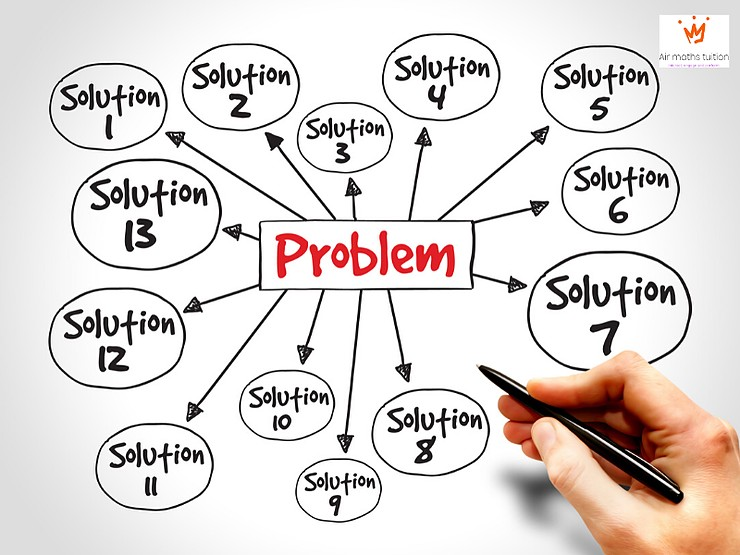 Air maths tuition
Solution
1
Solution
2
Solution
3
Solution
4
Solution
5
Solution
6
Solution
7
Solution
8
Solution
9
Solution
10
Solution
11
Solution
12
Solution
13
Problem